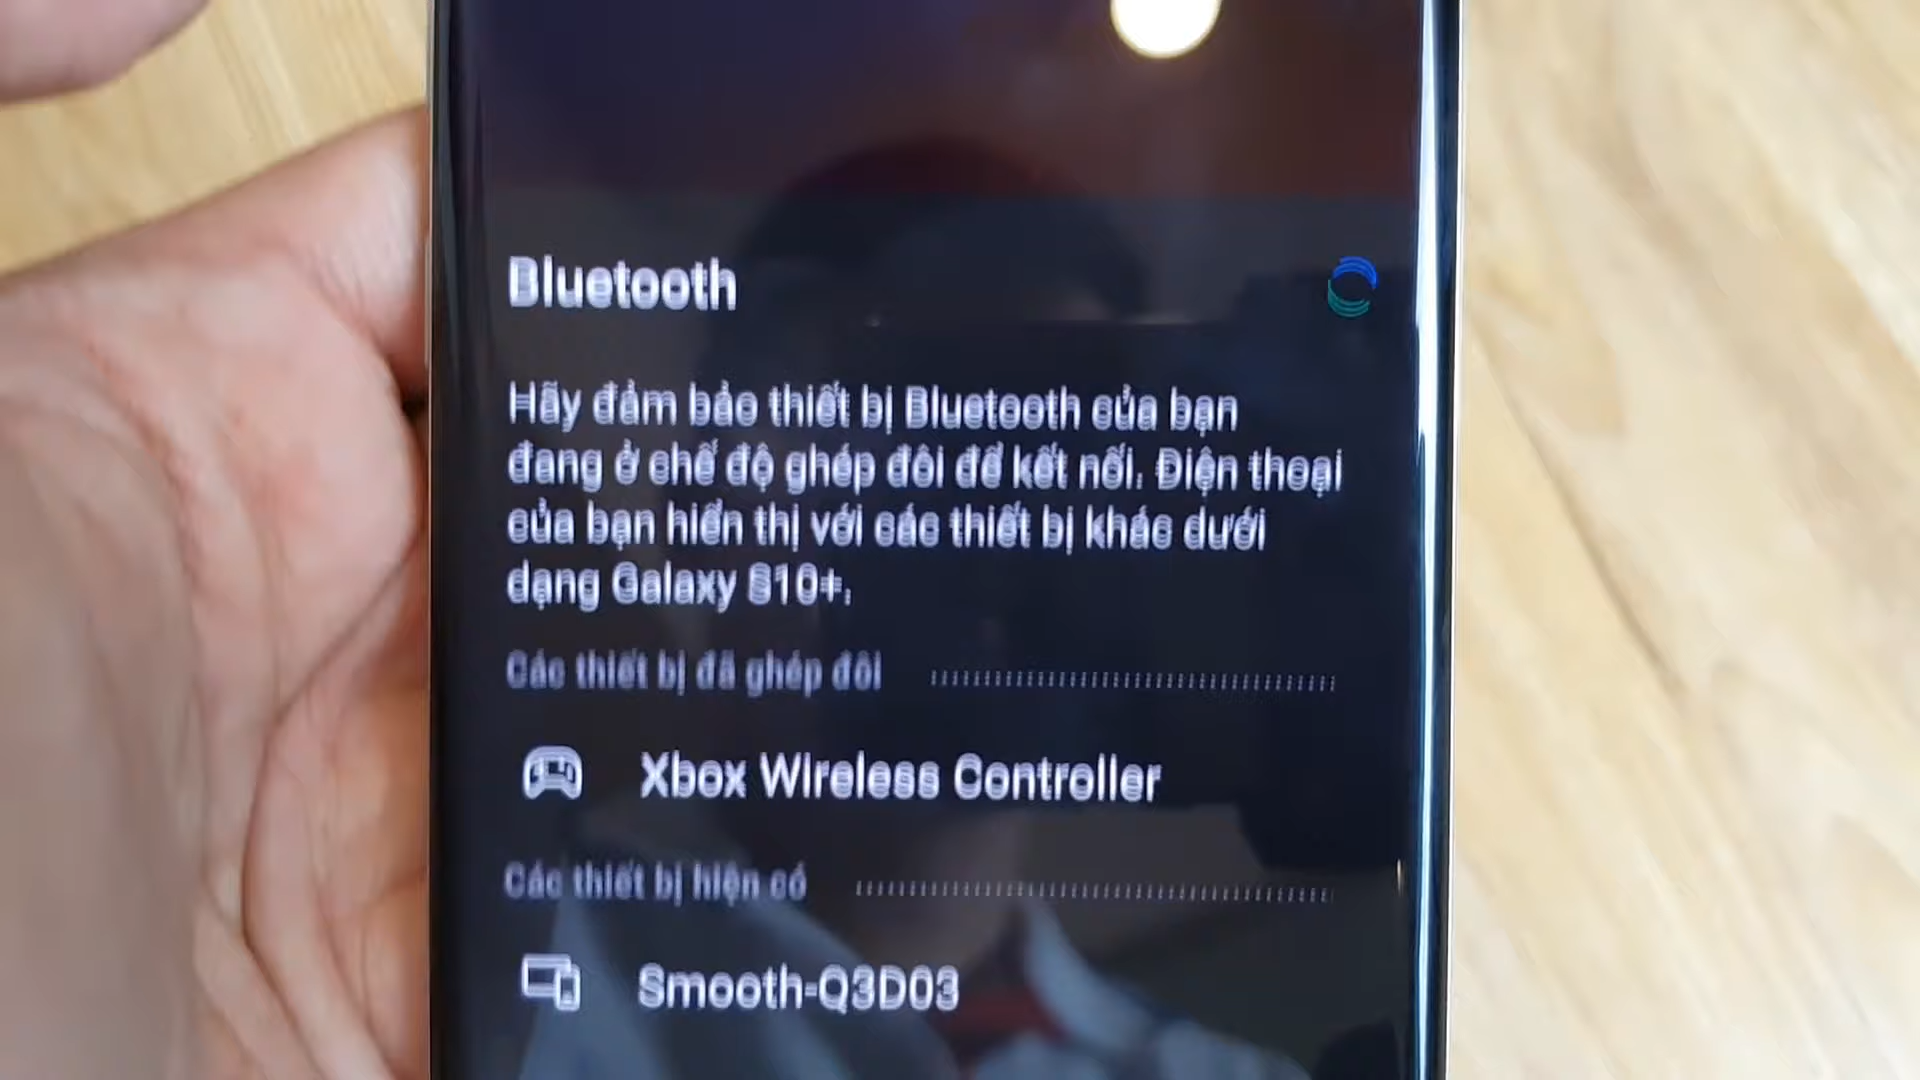 Bluetooth
Hãy đảm bảo thiết bị Bluetooth của bạn
đang ở chế độ ghép đôi để kết nối. Điện thoại
của bạn hiển thị với các thiết bị khác dưới
dạng Galaxy S10+.
Các thiết bị đã ghép đôi
Xbox Wireless Controller
Các thiết bị hiện có
Smooth-Q3D03